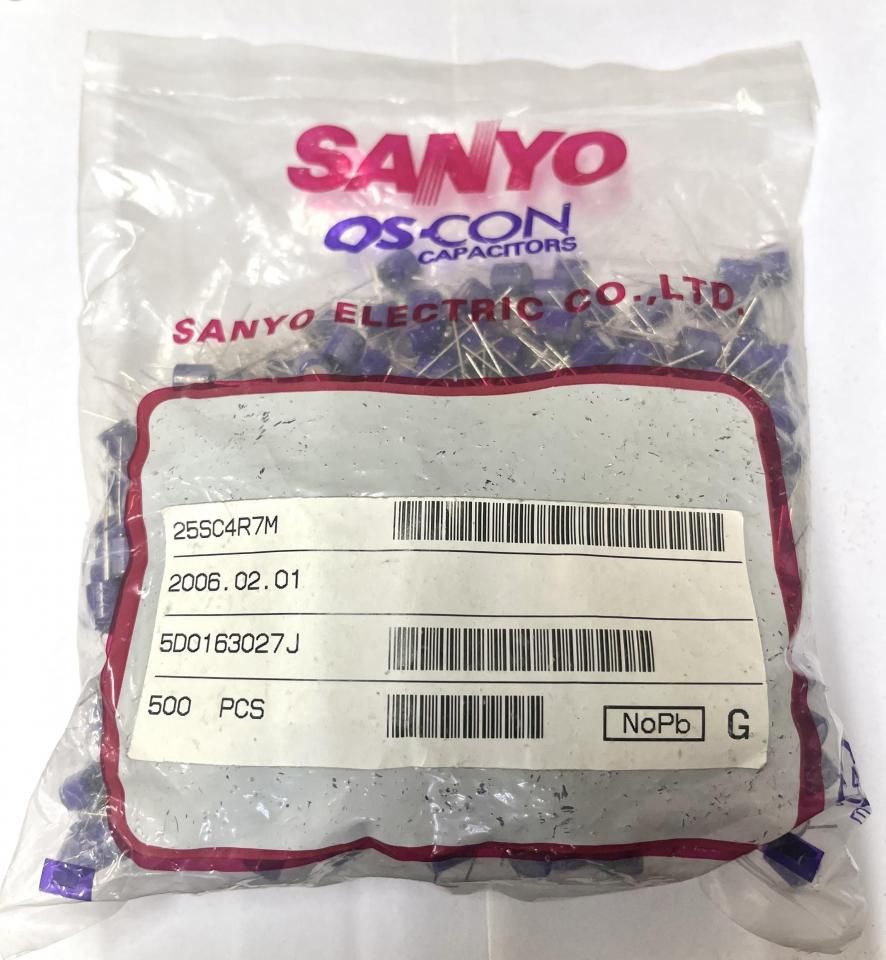 SANYO
OS-CON
CAPACITORS
SANYO ELECTRIC CO.,LTD.
25SC4R7M
2006.02.01
5D0163027J
500 PCS
NoPb G